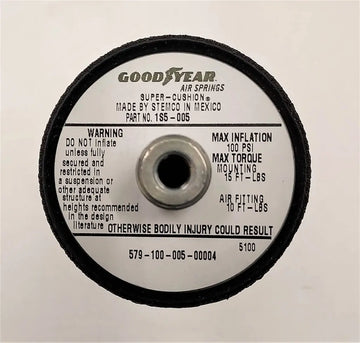 GOODYEAR
AIR SPRINGS
SUPER-CUSHION®
MADE BY STEMCO IN MEXICO
PART NO. 1S5-005
WARNING
DO NOT inflate
unless fully
secured and
restricted in
a suspension or
other adequate
structure at
heights recommended
in the design
literature OTHERWISE BODILY INJURY COULD RESULT
MAX INFLATION
100 PSI
MAX TORQUE
MOUNTING
15 FT-LBS
AIR FITTING
10 FT-LBS
5100
579-100-005-00004